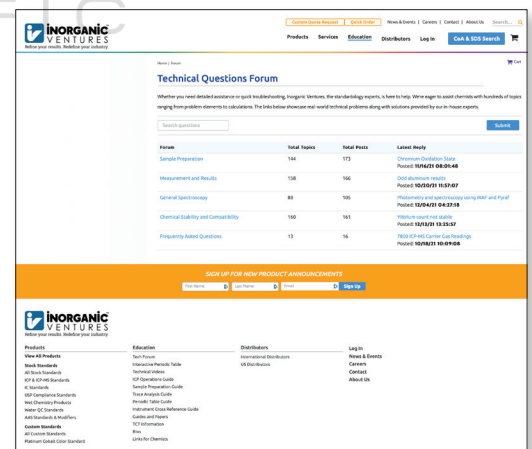 Custom Quote Request | Quick Order | News & Events | Careers | Contact | About Us Search...
INORGANIC
VENTURES
Refine your results. Redefine your industry.
Products Services Education Distributors Log In CoA & SDS Search
Home | Forum
Cart
Technical Questions Forum
Whether you need detailed assistance or quick troubleshooting, Inorganic Ventures, the standardology experts, is here to help. We're eager to assist chemists with hundreds of topics
ranging from problem elements to calculations. The links below showcase real-world technical problems along with solutions provided by our in-house experts.
Search questions
Submit
Forum Total Topics Total Posts Latest Reply
Sample Preparation 144 173 Chromium Oxidation State
Posted: 11/16/21 08:01:48
Measurement and Results 158 166 Odd aluminum results
Posted: 10/20/21 11:57:07
General Spectroscopy 80 105 Photometry and spectroscopy using IRAF and Pyraf
Posted: 12/04/21 04:27:18
Chemical Stability and Compatibility 160 161 Yttrium count not stable
Posted: 12/13/21 13:25:57
Frequently Asked Questions 13 16 7800 ICP-MS Carrier Gas Readings
Posted: 10/18/21 10:09:08
SIGN UP FOR NEW PRODUCT ANNOUNCEMENTS
First Name Last Name Email Sign Up
INORGANIC
VENTURES
Refine your results. Redefine your industry.
Products
View All Products
Stock Standards
All Stock Standards
ICP & ICP-MS Standards
IC Standards
USP Compliance Standards
Wet Chemistry Products
Water QC Standards
AAS Standards & Modifiers
Custom Standards
All Custom Standards
Platinum Cobalt Color Standard
Education
Tech Forum
Interactive Periodic Table
Technical Videos
ICP Operations Guide
Sample Preparation Guide
Trace Analysis Guide
Periodic Table Guide
Instrument Cross Reference Guide
Guides and Papers
TCT Information
Bios
Links for Chemists
Distributors
International Distributors
US Distributors
Log In
News & Events
Careers
Contact
About Us